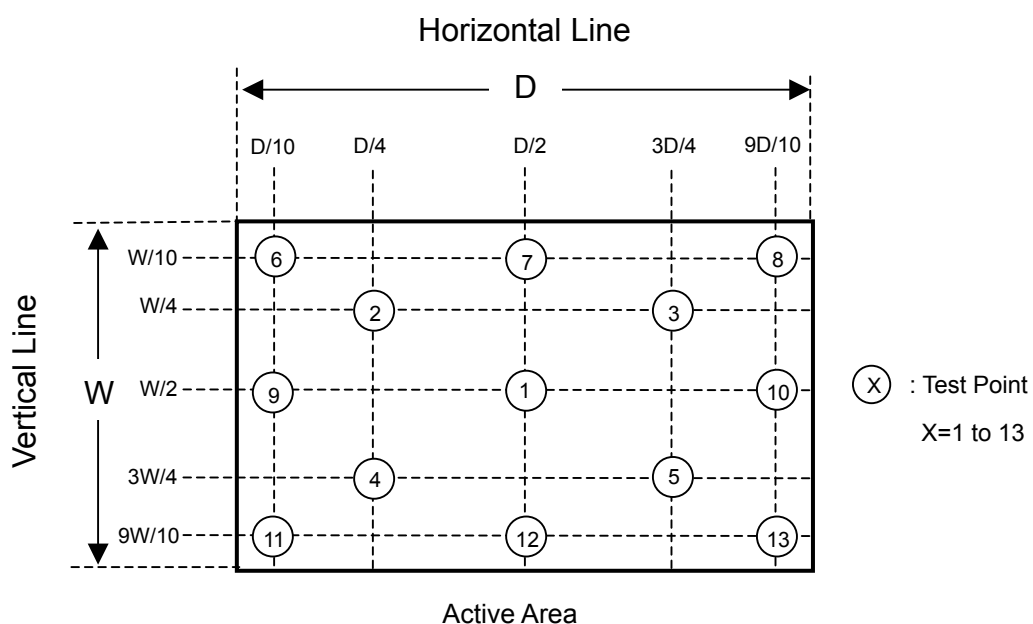 Horizontal Line
D
D/10 D/4 D/2 3D/4 9D/10
W/10 6 7 8
W/4 2 3
Vertical Line
W
W/2 9 1 10
X : Test Point
X=1 to 13
3W/4 4 5
9W/10 11 12 13
Active Area